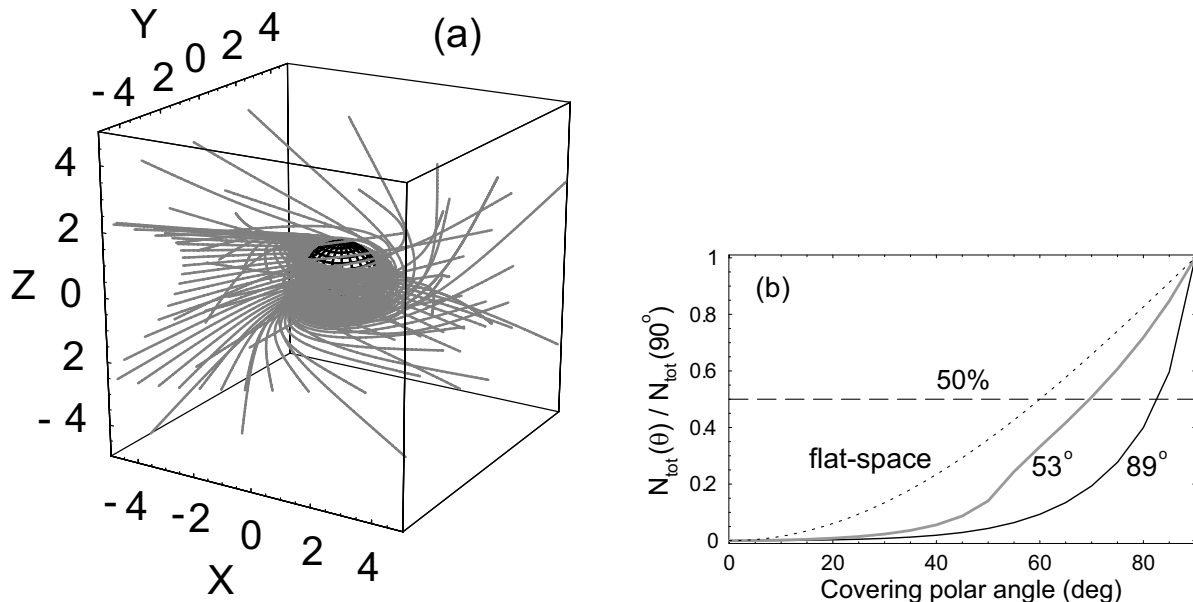 (a)
Y
- 4 2 0 2 4
Z
4
2
0
2
- 4
X
- 4 -2 0 2 4
(b)
N_tot(θ) / N_tot(90°)
1
0.8
0.6
0.4
0.2
0
50%
flat-space
53°
89°
0 20 40 60 80
Covering polar angle (deg)